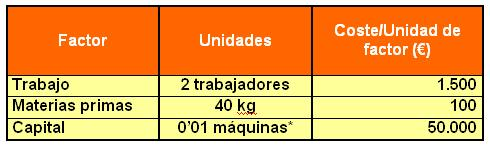 Factor Unidades Coste/Unidad de factor (€)
Trabajo 2 trabajadores 1.500
Materias primas 40 kg 100
Capital 0'01 máquinas* 50.000